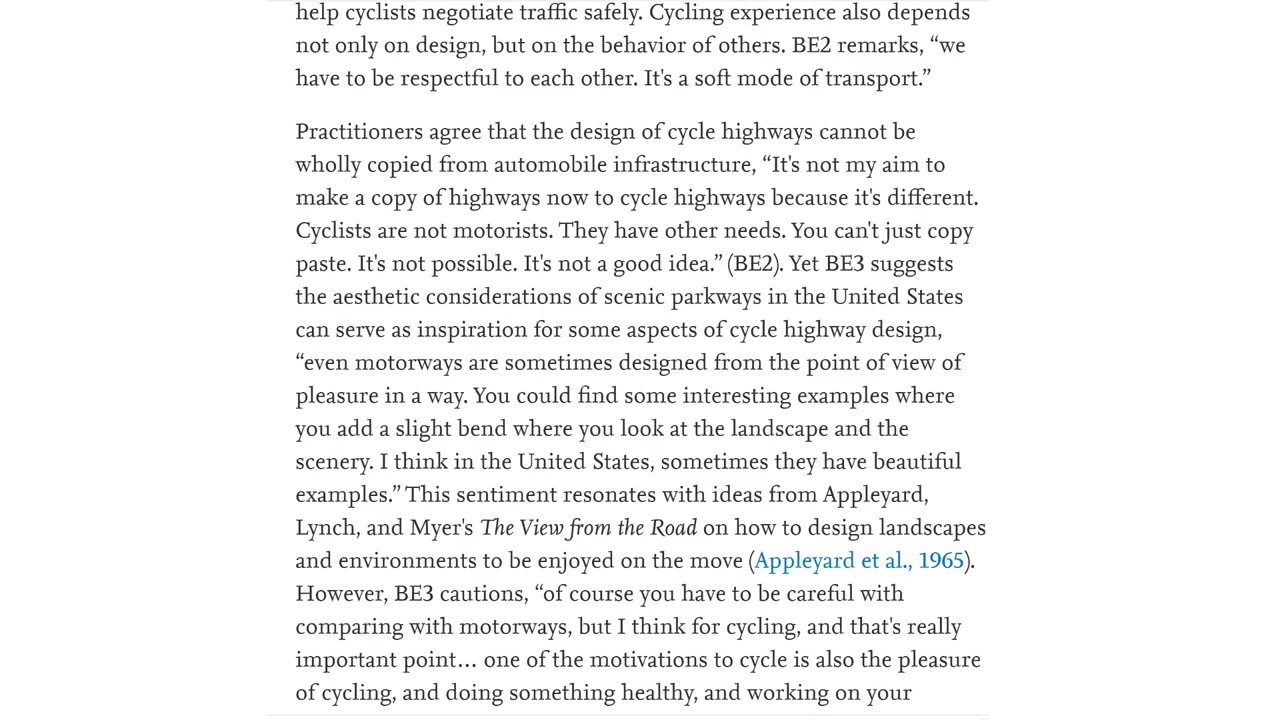 help cyclists negotiate traffic safely. Cycling experience also depends
not only on design, but on the behavior of others. BE2 remarks, “we
have to be respectful to each other. It's a soft mode of transport.”
Practitioners agree that the design of cycle highways cannot be
wholly copied from automobile infrastructure, “It's not my aim to
make a copy of highways now to cycle highways because it's different.
Cyclists are not motorists. They have other needs. You can't just copy
paste. It's not possible. It's not a good idea.” (BE2). Yet BE3 suggests
the aesthetic considerations of scenic parkways in the United States
can serve as inspiration for some aspects of cycle highway design,
“even motorways are sometimes designed from the point of view of
pleasure in a way. You could find some interesting examples where
you add a slight bend where you look at the landscape and the
scenery. I think in the United States, sometimes they have beautiful
examples.” This sentiment resonates with ideas from Appleyard,
Lynch, and Myer's The View from the Road on how to design landscapes
and environments to be enjoyed on the move (Appleyard et al., 1965).
However, BE3 cautions, “of course you have to be careful with
comparing with motorways, but I think for cycling, and that's really
important point… one of the motivations to cycle is also the pleasure
of cycling, and doing something healthy, and working on your